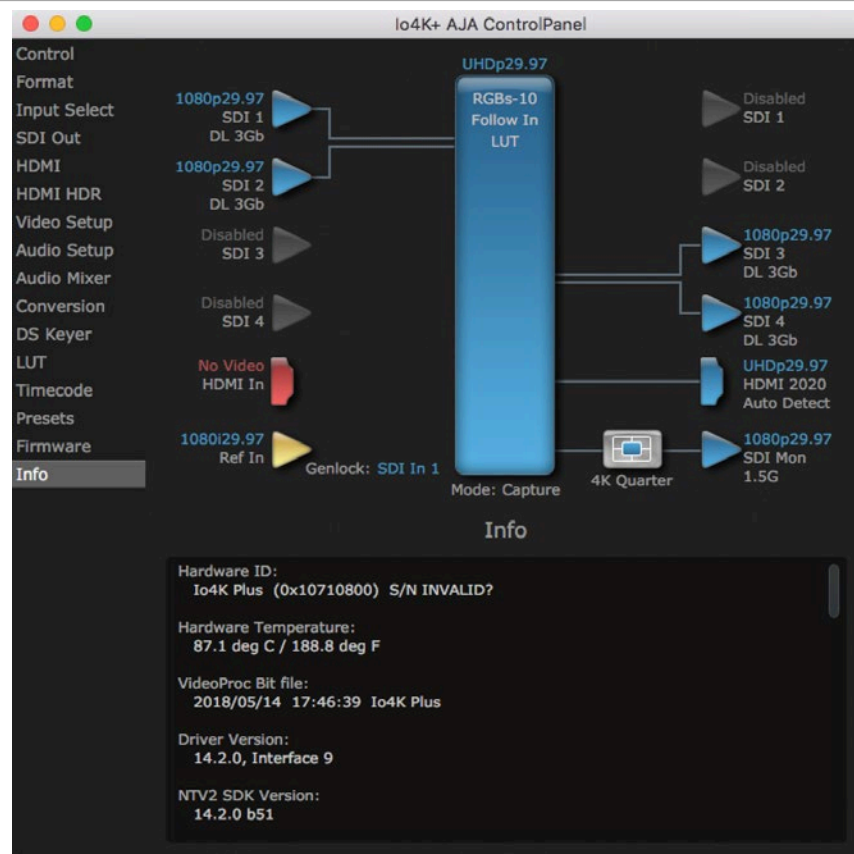 Io4K+ AJA ControlPanel
Control
Format
Input Select
SDI Out
HDMI
HDMI HDR
Video Setup
Audio Setup
Audio Mixer
Conversion
DS Keyer
LUT
Timecode
Presets
Firmware
Info
1080p29.97
SDI 1
DL 3Gb
1080p29.97
SDI 2
DL 3Gb
Disabled
SDI 3
Disabled
SDI 4
No Video
HDMI In
1080i29.97
Ref In
Genlock: SDI In 1
UHDp29.97
RGBs-10
Follow In
LUT
Mode: Capture
Disabled
SDI 1
Disabled
SDI 2
1080p29.97
SDI 3
DL 3Gb
1080p29.97
SDI 4
DL 3Gb
UHDp29.97
HDMI 2020
Auto Detect
4K Quarter
1080p29.97
SDI Mon
1.5G
Info
Hardware ID:
Io4K Plus (0x10710800) S/N INVALID?
Hardware Temperature:
87.1 deg C / 188.8 deg F
VideoProc Bit file:
2018/05/14 17:46:39 Io4K Plus
Driver Version:
14.2.0, Interface 9
NTV2 SDK Version:
14.2.0 b51